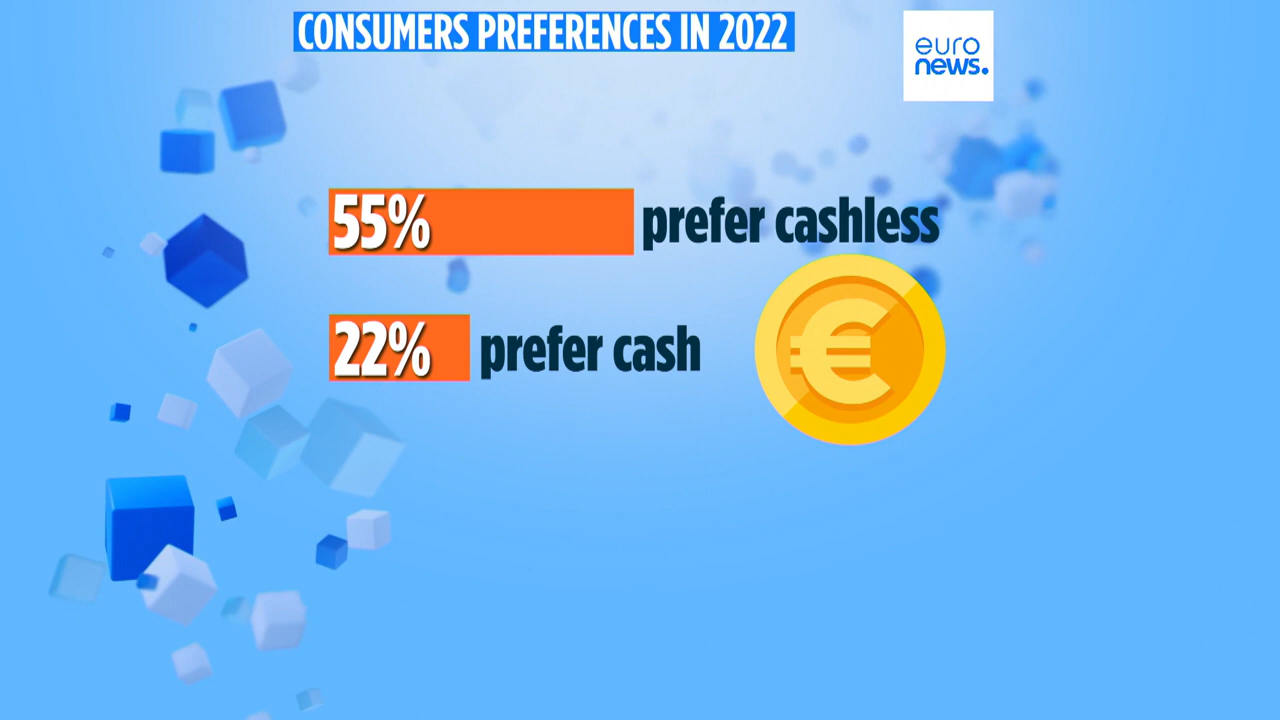 CONSUMERS PREFERENCES IN 2022
euro
news.
55% prefer cashless
22% prefer cash
€